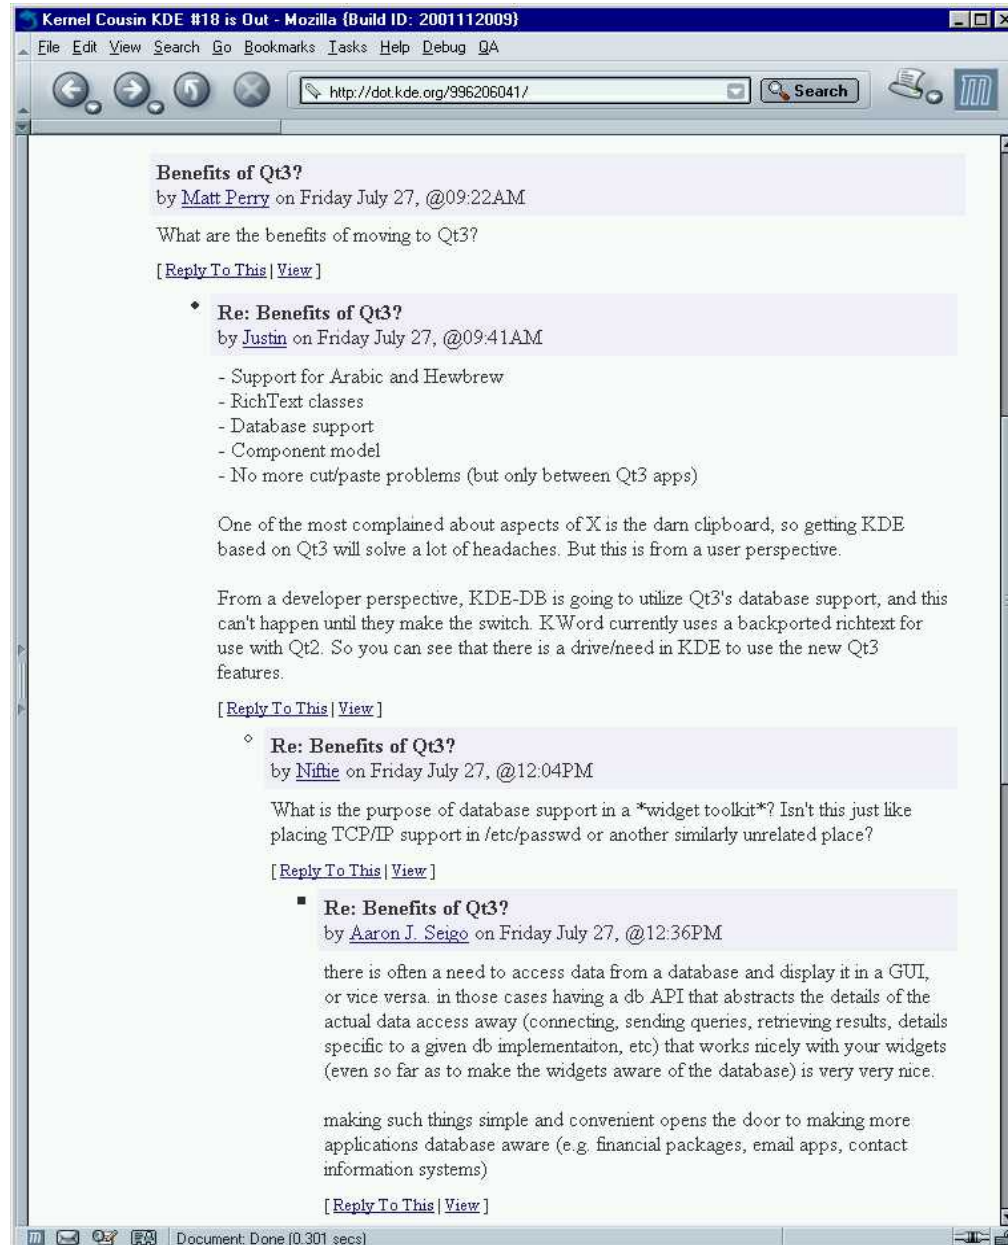 Kernel Cousin KDE #18 is Out - Mozilla {Build ID: 2001112009}
File Edit View Search Go Bookmarks Tasks Help Debug QA
http://dot.kde.org/996206041/ Search
Benefits of Qt3?
by Matt Perry on Friday July 27, @09:22AM
What are the benefits of moving to Qt3?
[ Reply To This | View ]
Re: Benefits of Qt3?
by Justin on Friday July 27, @09:41AM
- Support for Arabic and Hewbrew
- RichText classes
- Database support
- Component model
- No more cut/paste problems (but only between Qt3 apps)
One of the most complained about aspects of X is the darn clipboard, so getting KDE
based on Qt3 will solve a lot of headaches. But this is from a user perspective.
From a developer perspective, KDE-DB is going to utilize Qt3's database support, and this
can't happen until they make the switch. KWord currently uses a backported richtext for
use with Qt2. So you can see that there is a drive/need in KDE to use the new Qt3
features.
[ Reply To This | View ]
Re: Benefits of Qt3?
by Niftie on Friday July 27, @12:04PM
What is the purpose of database support in a *widget toolkit*? Isn't this just like
placing TCP/IP support in /etc/passwd or another similarly unrelated place?
[ Reply To This | View ]
Re: Benefits of Qt3?
by Aaron J. Seigo on Friday July 27, @12:36PM
there is often a need to access data from a database and display it in a GUI,
or vice versa. in those cases having a db API that abstracts the details of the
actual data access away (connecting, sending queries, retrieving results, details
specific to a given db implementaiton, etc) that works nicely with your widgets
(even so far as to make the widgets aware of the database) is very very nice.
making such things simple and convenient opens the door to making more
applications database aware (e.g. financial packages, email apps, contact
information systems)
[ Reply To This | View ]
Document: Done (0.301 secs)